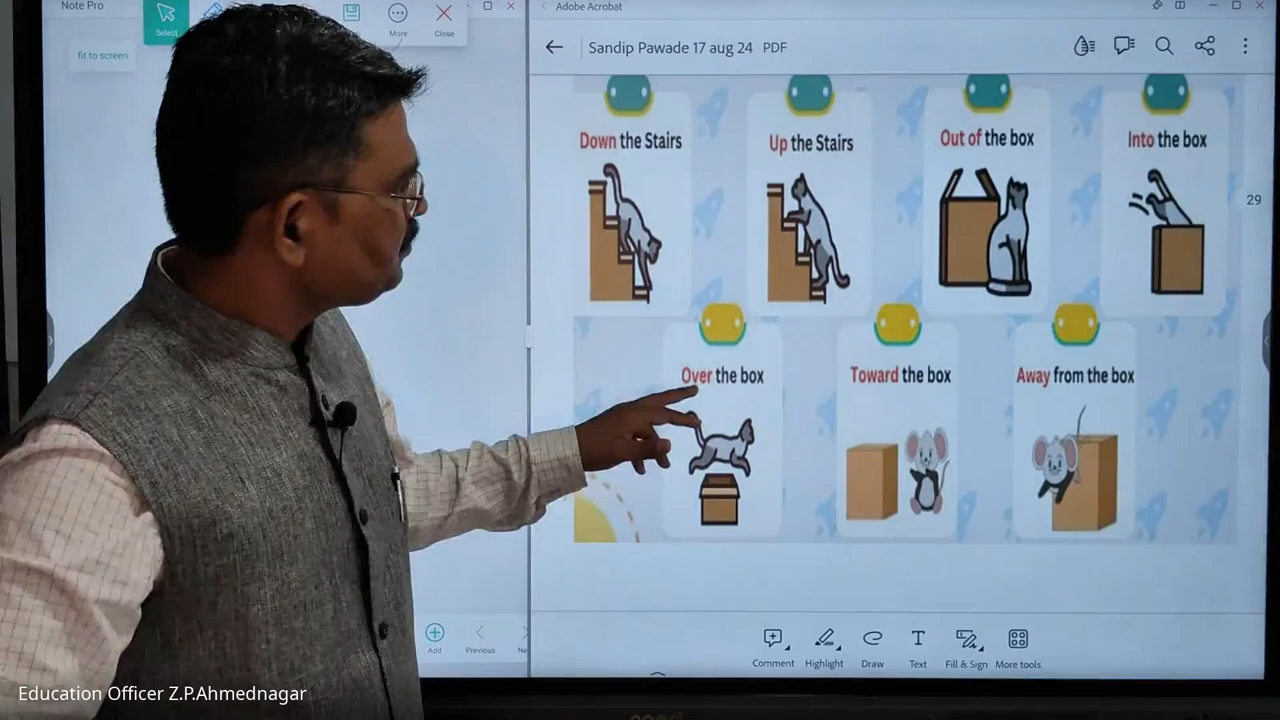 Note Pro
Select
More
Close
fit to screen
Adobe Acrobat
Sandip Pawade 17 aug 24 PDF
Down the Stairs
Up the Stairs
Out of the box
Into the box
29
Over the box
Toward the box
Away from the box
Add
Previous
Ne
Comment
Highlight
Draw
Text
Fill & Sign
More tools
Education Officer Z.P.Ahmednagar